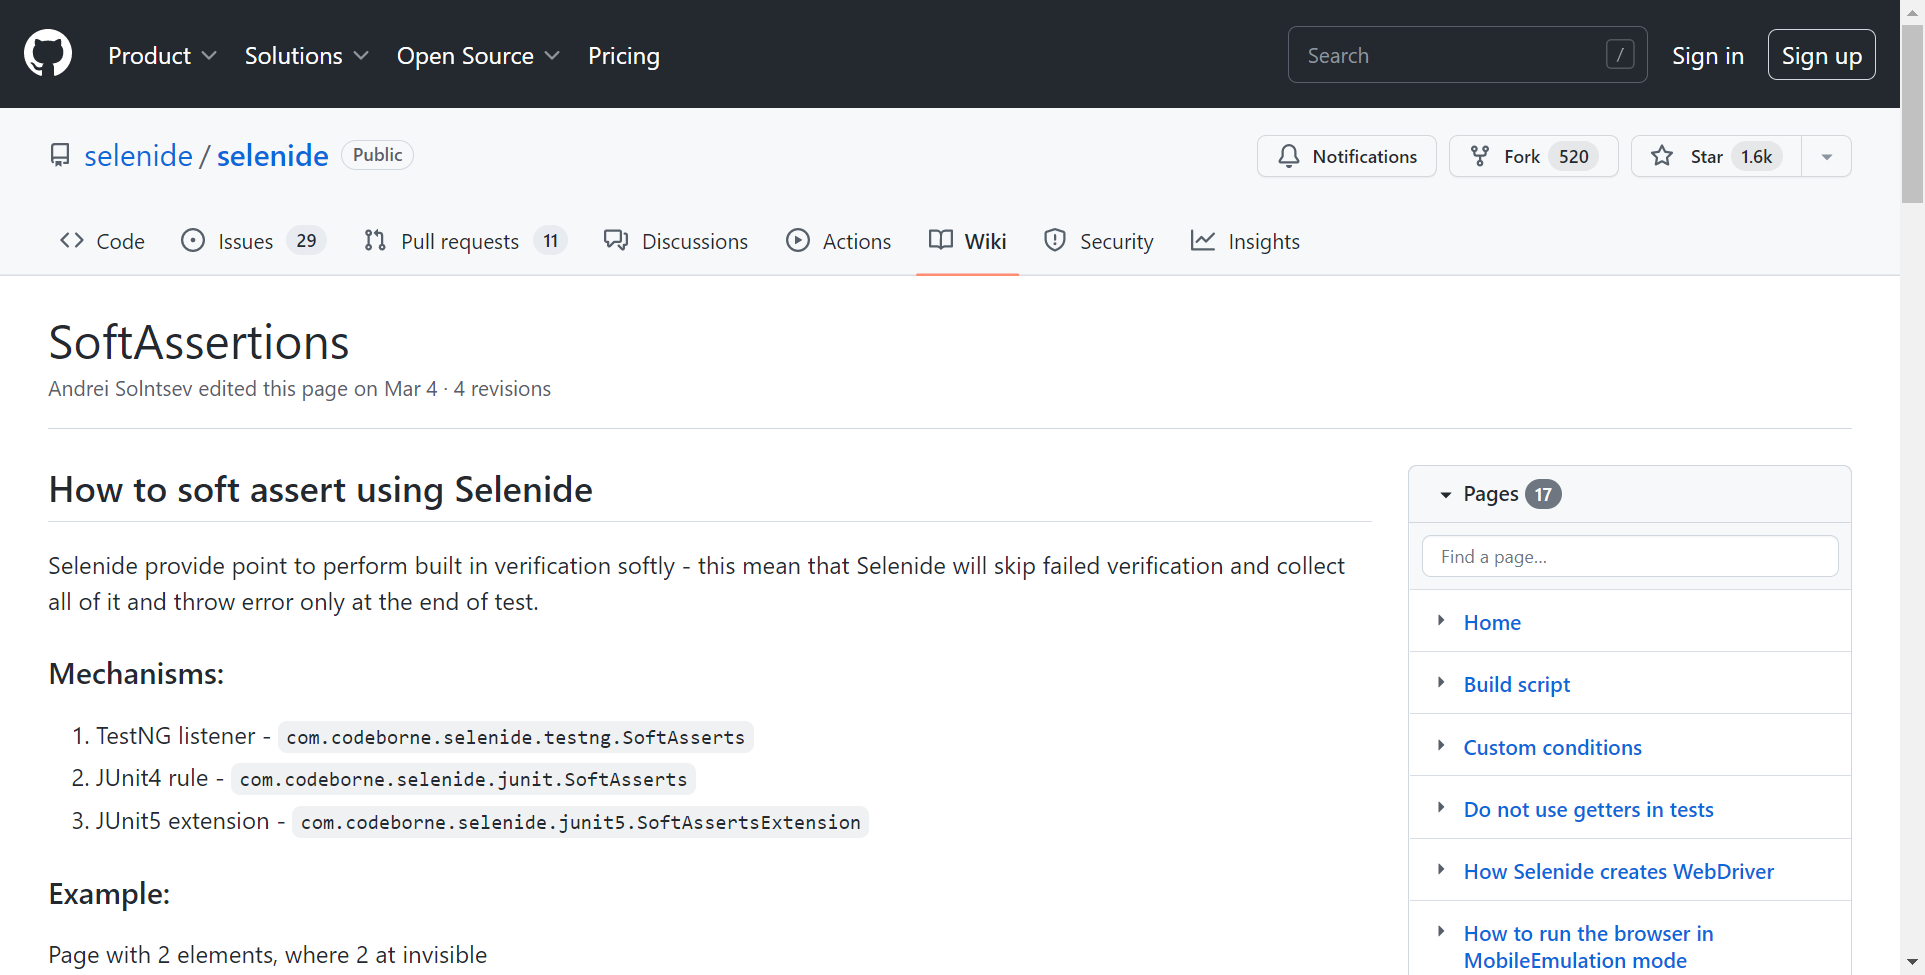 Product Solutions Open Source Pricing Search / Sign in Sign up
selenide / selenide Public Notifications Fork 520 Star 1.6k
Code Issues 29 Pull requests 11 Discussions Actions Wiki Security Insights
SoftAssertions
Andrei Solntsev edited this page on Mar 4 · 4 revisions
How to soft assert using Selenide
Selenide provide point to perform built in verification softly - this mean that Selenide will skip failed verification and collect
all of it and throw error only at the end of test.
Mechanisms:
1. TestNG listener - com.codeborne.selenide.testng.SoftAsserts
2. JUnit4 rule - com.codeborne.selenide.junit.SoftAsserts
3. JUnit5 extension - com.codeborne.selenide.junit5.SoftAssertsExtension
Example:
Page with 2 elements, where 2 at invisible
Pages 17
Find a page...
Home
Build script
Custom conditions
Do not use getters in tests
How Selenide creates WebDriver
How to run the browser in
MobileEmulation mode